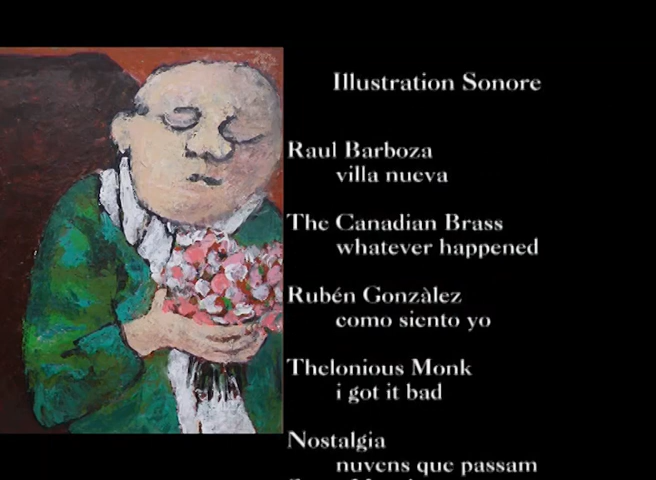 Illustration Sonore
Raul Barboza
villa nueva
The Canadian Brass
whatever happened
Rubén Gonzàlez
como siento yo
Thelonious Monk
i got it bad
Nostalgia
nuvens que passam